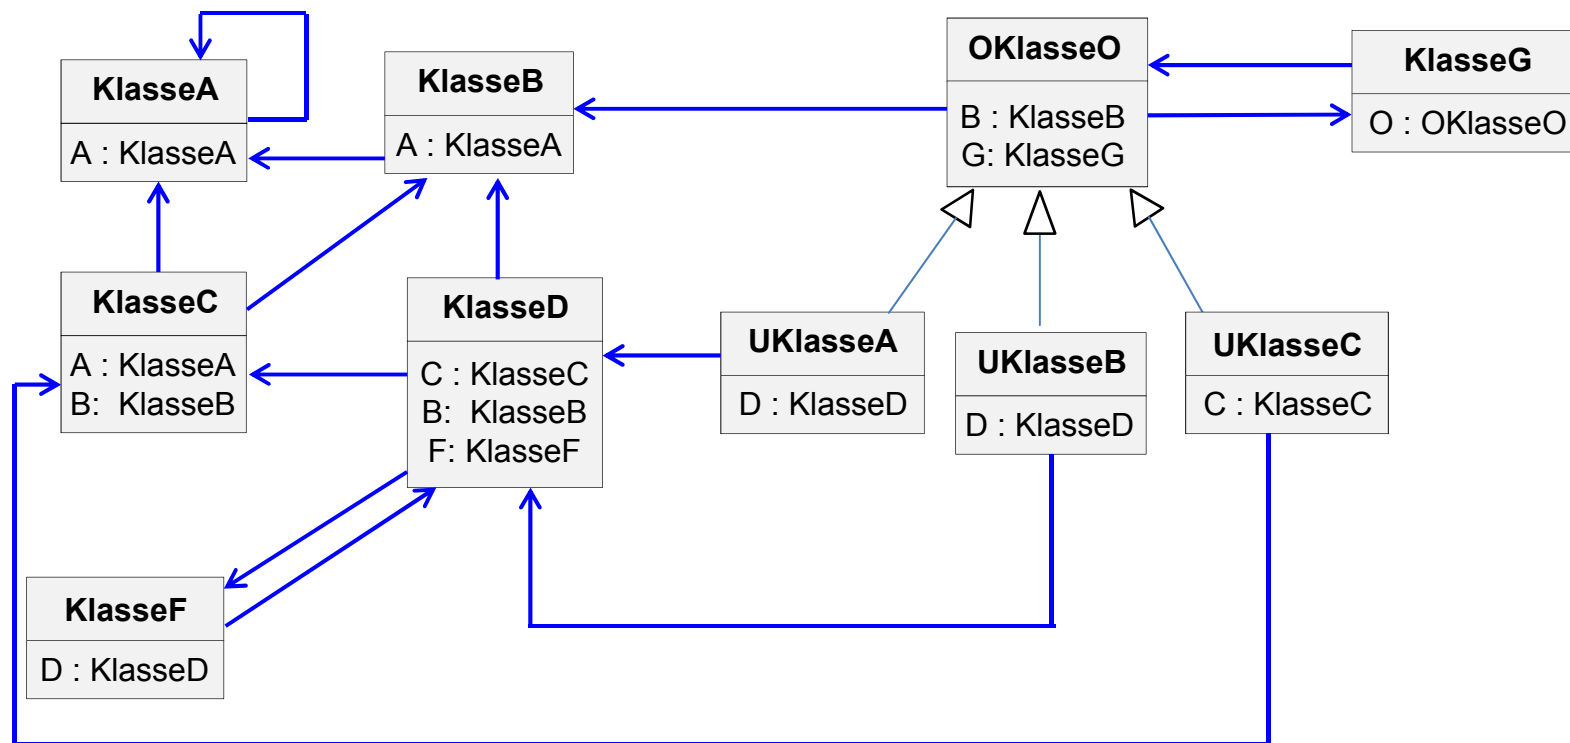 KlasseA
A : KlasseA
KlasseB
A : KlasseA
OKlasseO
B : KlasseB
G: KlasseG
KlasseG
O : OKlasseO
KlasseC
A : KlasseA
B: KlasseB
KlasseD
C : KlasseC
B: KlasseB
F: KlasseF
UKlasseA
D : KlasseD
UKlasseB
D : KlasseD
UKlasseC
C : KlasseC
KlasseF
D : KlasseD